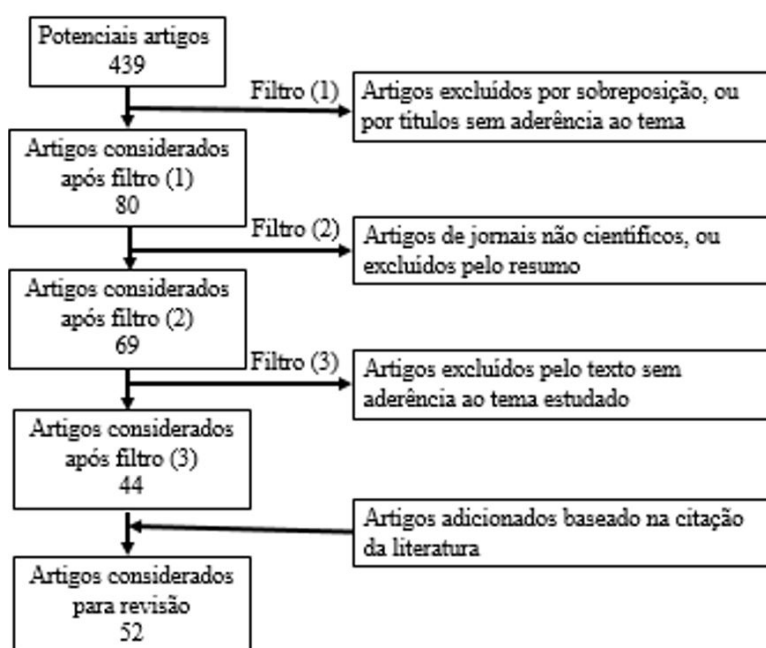 Potenciais artigos
439
Filtro (1)
Artigos excluídos por sobreposição, ou
por títulos sem aderência ao tema
Artigos considerados
após filtro (1)
80
Filtro (2)
Artigos de jornais não científicos, ou
excluídos pelo resumo
Artigos considerados
após filtro (2)
69
Filtro (3)
Artigos excluídos pelo texto sem
aderência ao tema estudado
Artigos considerados
após filtro (3)
44
Artigos adicionados baseado na citação
da literatura
Artigos considerados
para revisão
52